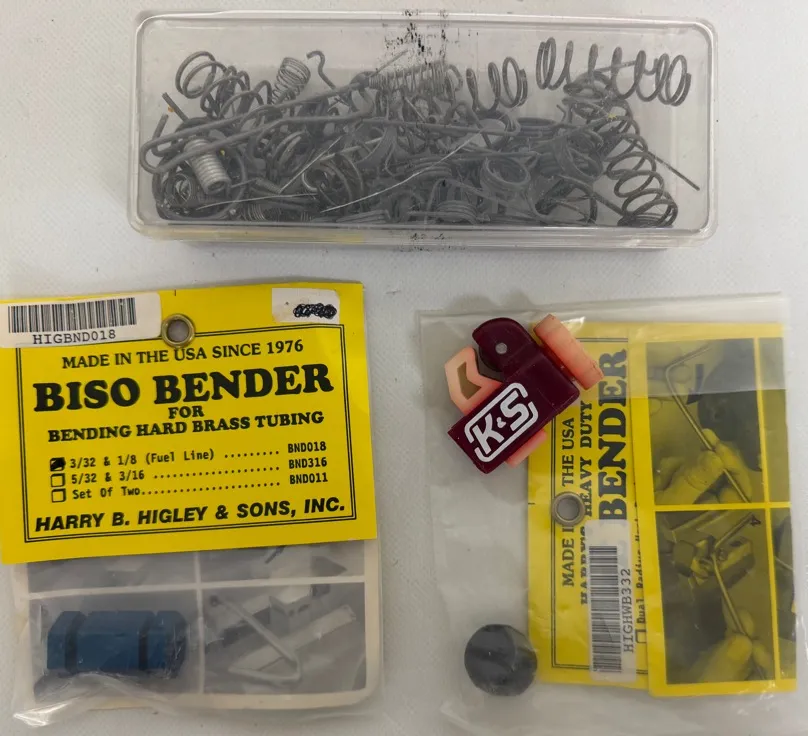 HIGBND018
MADE IN THE USA SINCE 1976
BISO BENDER
FOR
BENDING HARD BRASS TUBING
3/32 & 1/8 (Fuel Line) ......... BND018
5/32 & 3/16 .................. BND316
Set Of Two.................... BND011
HARRY B. HIGLEY & SONS, INC.
K&S
THE USA
HEAVY DUTY
BENDER
Dual Radius
HIGHWB332